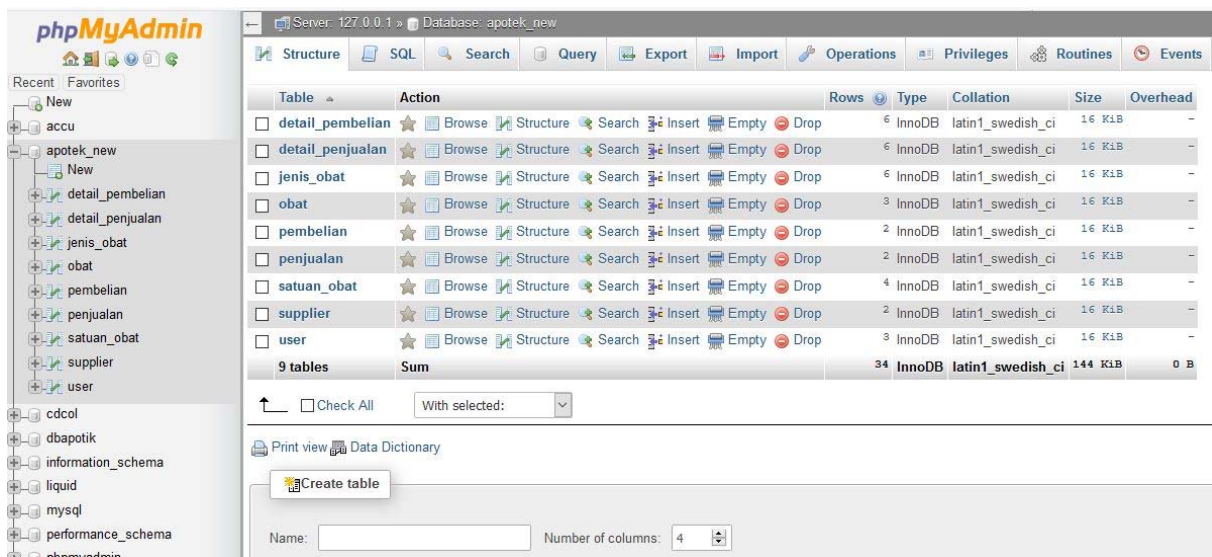 phpMyAdmin
Recent Favorites
New
accu
apotek_new
New
detail_pembelian
detail_penjualan
jenis_obat
obat
pembelian
penjualan
satuan_obat
supplier
user
cdcol
dbapotik
information_schema
liquid
mysql
performance_schema
phpmyadmin
Server: 127.0.0.1 » Database: apotek_new
Structure SQL Search Query Export Import Operations Privileges Routines Events
Table Action Rows Type Collation Size Overhead
detail_pembelian Browse Structure Search Insert Empty Drop 6 InnoDB latin1_swedish_ci 16 KiB -
detail_penjualan Browse Structure Search Insert Empty Drop 6 InnoDB latin1_swedish_ci 16 KiB -
jenis_obat Browse Structure Search Insert Empty Drop 6 InnoDB latin1_swedish_ci 16 KiB -
obat Browse Structure Search Insert Empty Drop 3 InnoDB latin1_swedish_ci 16 KiB -
pembelian Browse Structure Search Insert Empty Drop 2 InnoDB latin1_swedish_ci 16 KiB -
penjualan Browse Structure Search Insert Empty Drop 2 InnoDB latin1_swedish_ci 16 KiB -
satuan_obat Browse Structure Search Insert Empty Drop 4 InnoDB latin1_swedish_ci 16 KiB -
supplier Browse Structure Search Insert Empty Drop 2 InnoDB latin1_swedish_ci 16 KiB -
user Browse Structure Search Insert Empty Drop 3 InnoDB latin1_swedish_ci 16 KiB -
9 tables Sum 34 InnoDB latin1_swedish_ci 144 KiB 0 B
Check All With selected:
Print view Data Dictionary
Create table
Name: Number of columns: 4